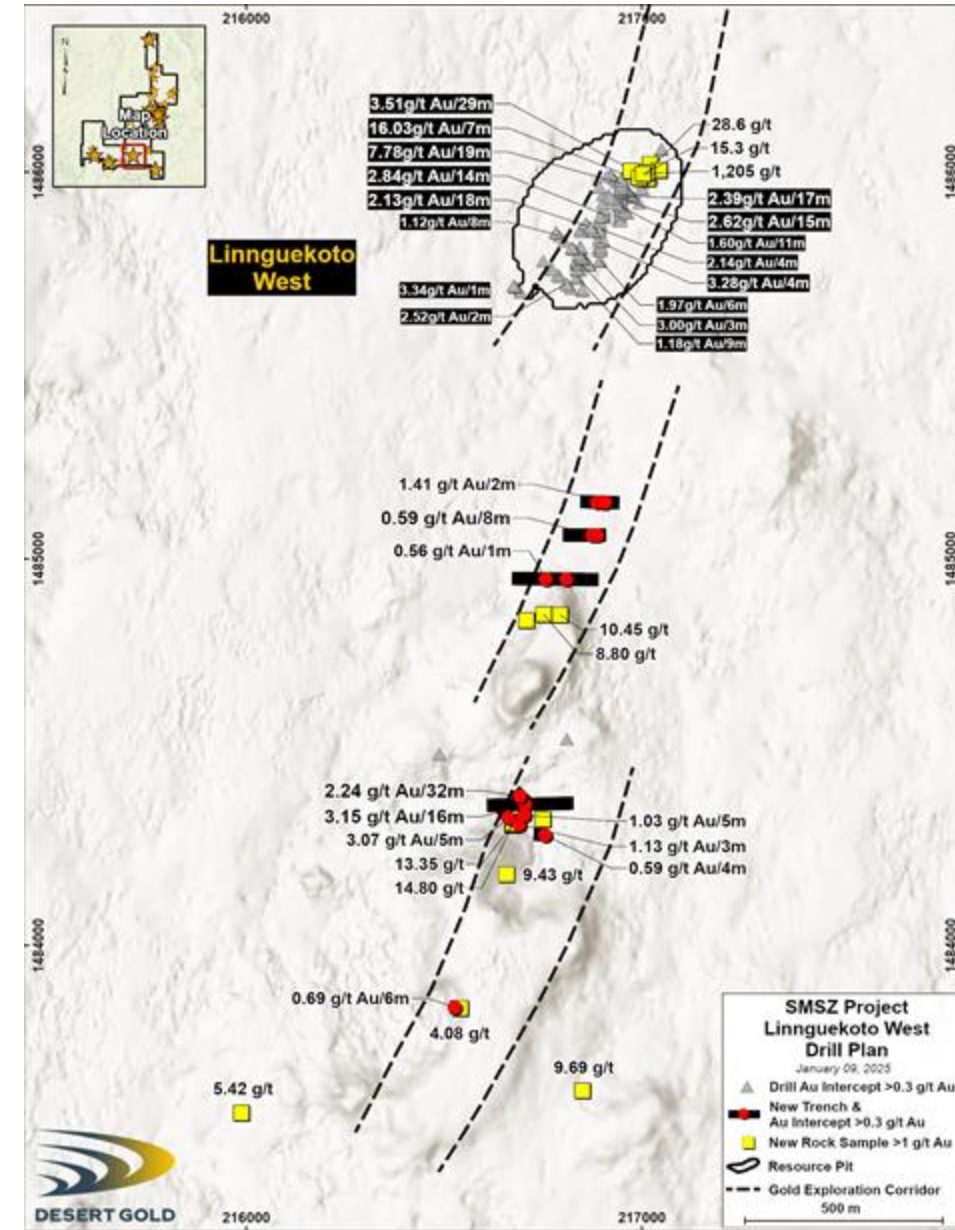 216000
217000
N
Map
Location
3.51g/t Au/29m
16.03g/t Au/7m
7.78g/t Au/19m
2.84g/t Au/14m
2.13g/t Au/18m
1.12g/t Au/8m
28.6 g/t
15.3 g/t
1,205 g/t
1486000
1486000
2.39g/t Au/17m
2.62g/t Au/15m
1.60g/t Au/11m
2.14g/t Au/4m
3.28g/t Au/4m
Linnguekoto
West
3.34g/t Au/1m
2.52g/t Au/2m
1.97g/t Au/6m
3.00g/t Au/3m
1.18g/t Au/9m
1.41 g/t Au/2m
0.59 g/t Au/8m
0.56 g/t Au/1m
1485000
1485000
10.45 g/t
8.80 g/t
2.24 g/t Au/32m
3.15 g/t Au/16m
3.07 g/t Au/5m
13.35 g/t
14.80 g/t
9.43 g/t
1.03 g/t Au/5m
1.13 g/t Au/3m
0.59 g/t Au/4m
1484000
1484000
0.69 g/t Au/6m
4.08 g/t
5.42 g/t
9.69 g/t
SMSZ Project
Linnguekoto West
Drill Plan
January 09, 2025
Drill Au Intercept >0.3 g/t Au
New Trench &
Au Intercept >0.3 g/t Au
New Rock Sample >1 g/t Au
Resource Pit
Gold Exploration Corridor
500 m
DESERT GOLD
216000
217000